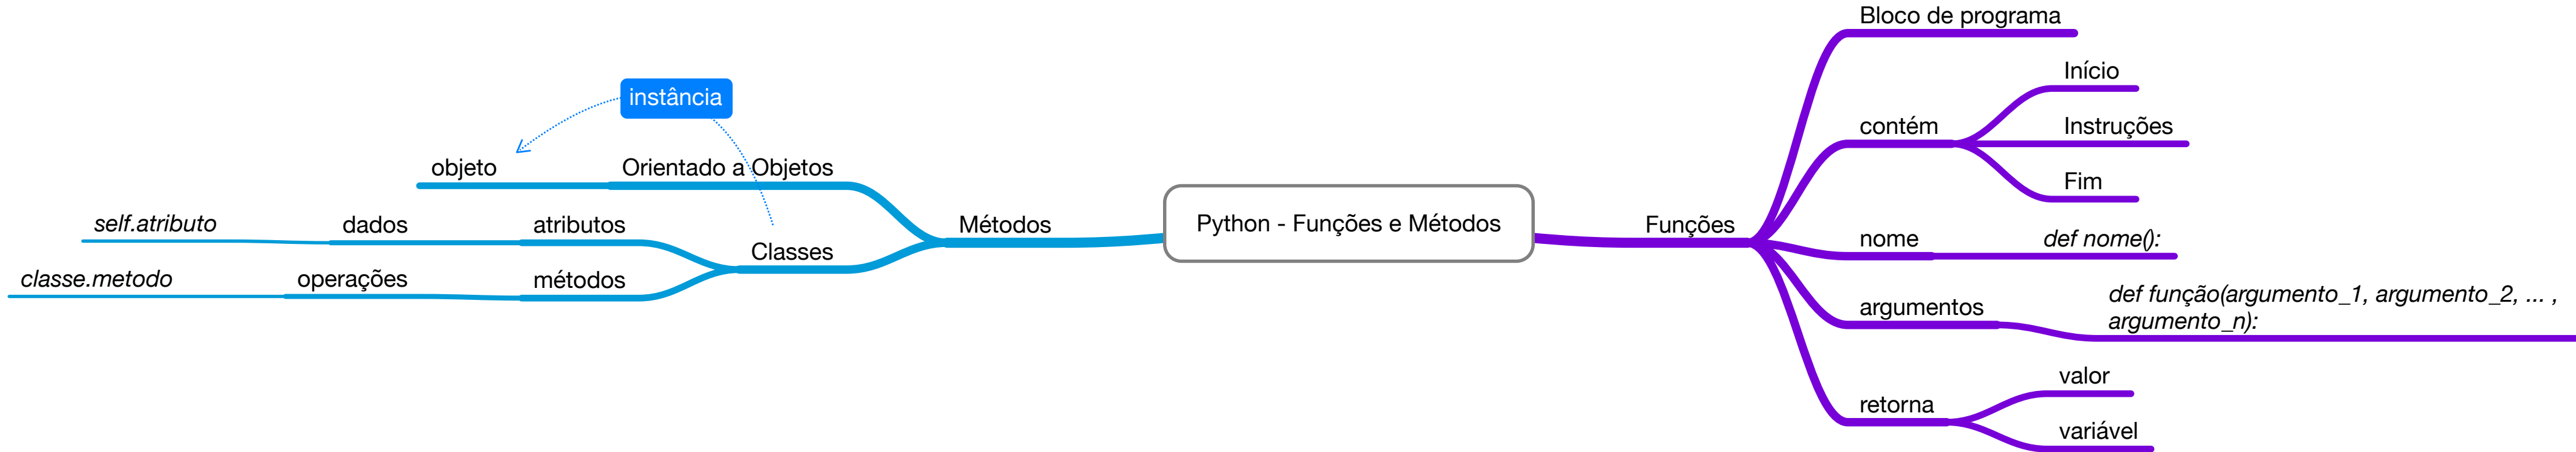 Python - Funções e Métodos
Métodos
Orientado a Objetos
objeto
instância
Classes
atributos
dados
self.atributo
métodos
operações
classe.metodo
Funções
Bloco de programa
contém
Início
Instruções
Fim
nome
def nome():
argumentos
def função(argumento_1, argumento_2, ... ,
argumento_n):
retorna
valor
variável